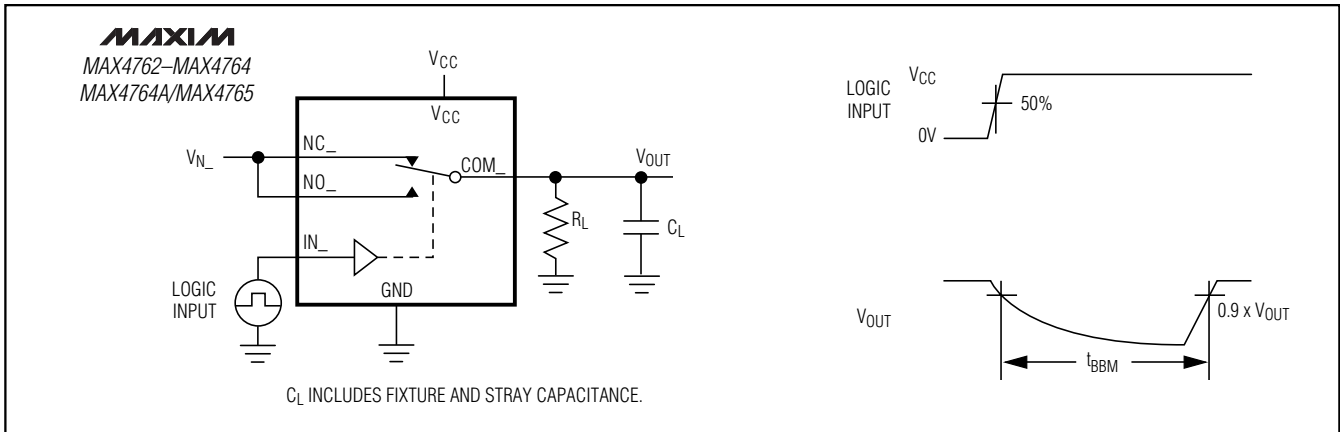 MAXIM
MAX4762–MAX4764
MAX4764A/MAX4765
VCC
VCC
VN_
NC_
NO_
COM_
VOUT
RL
CL
IN_
LOGIC
INPUT
GND
CL INCLUDES FIXTURE AND STRAY CAPACITANCE.
LOGIC
INPUT
VCC
50%
0V
VOUT
0.9 x VOUT
tBBM